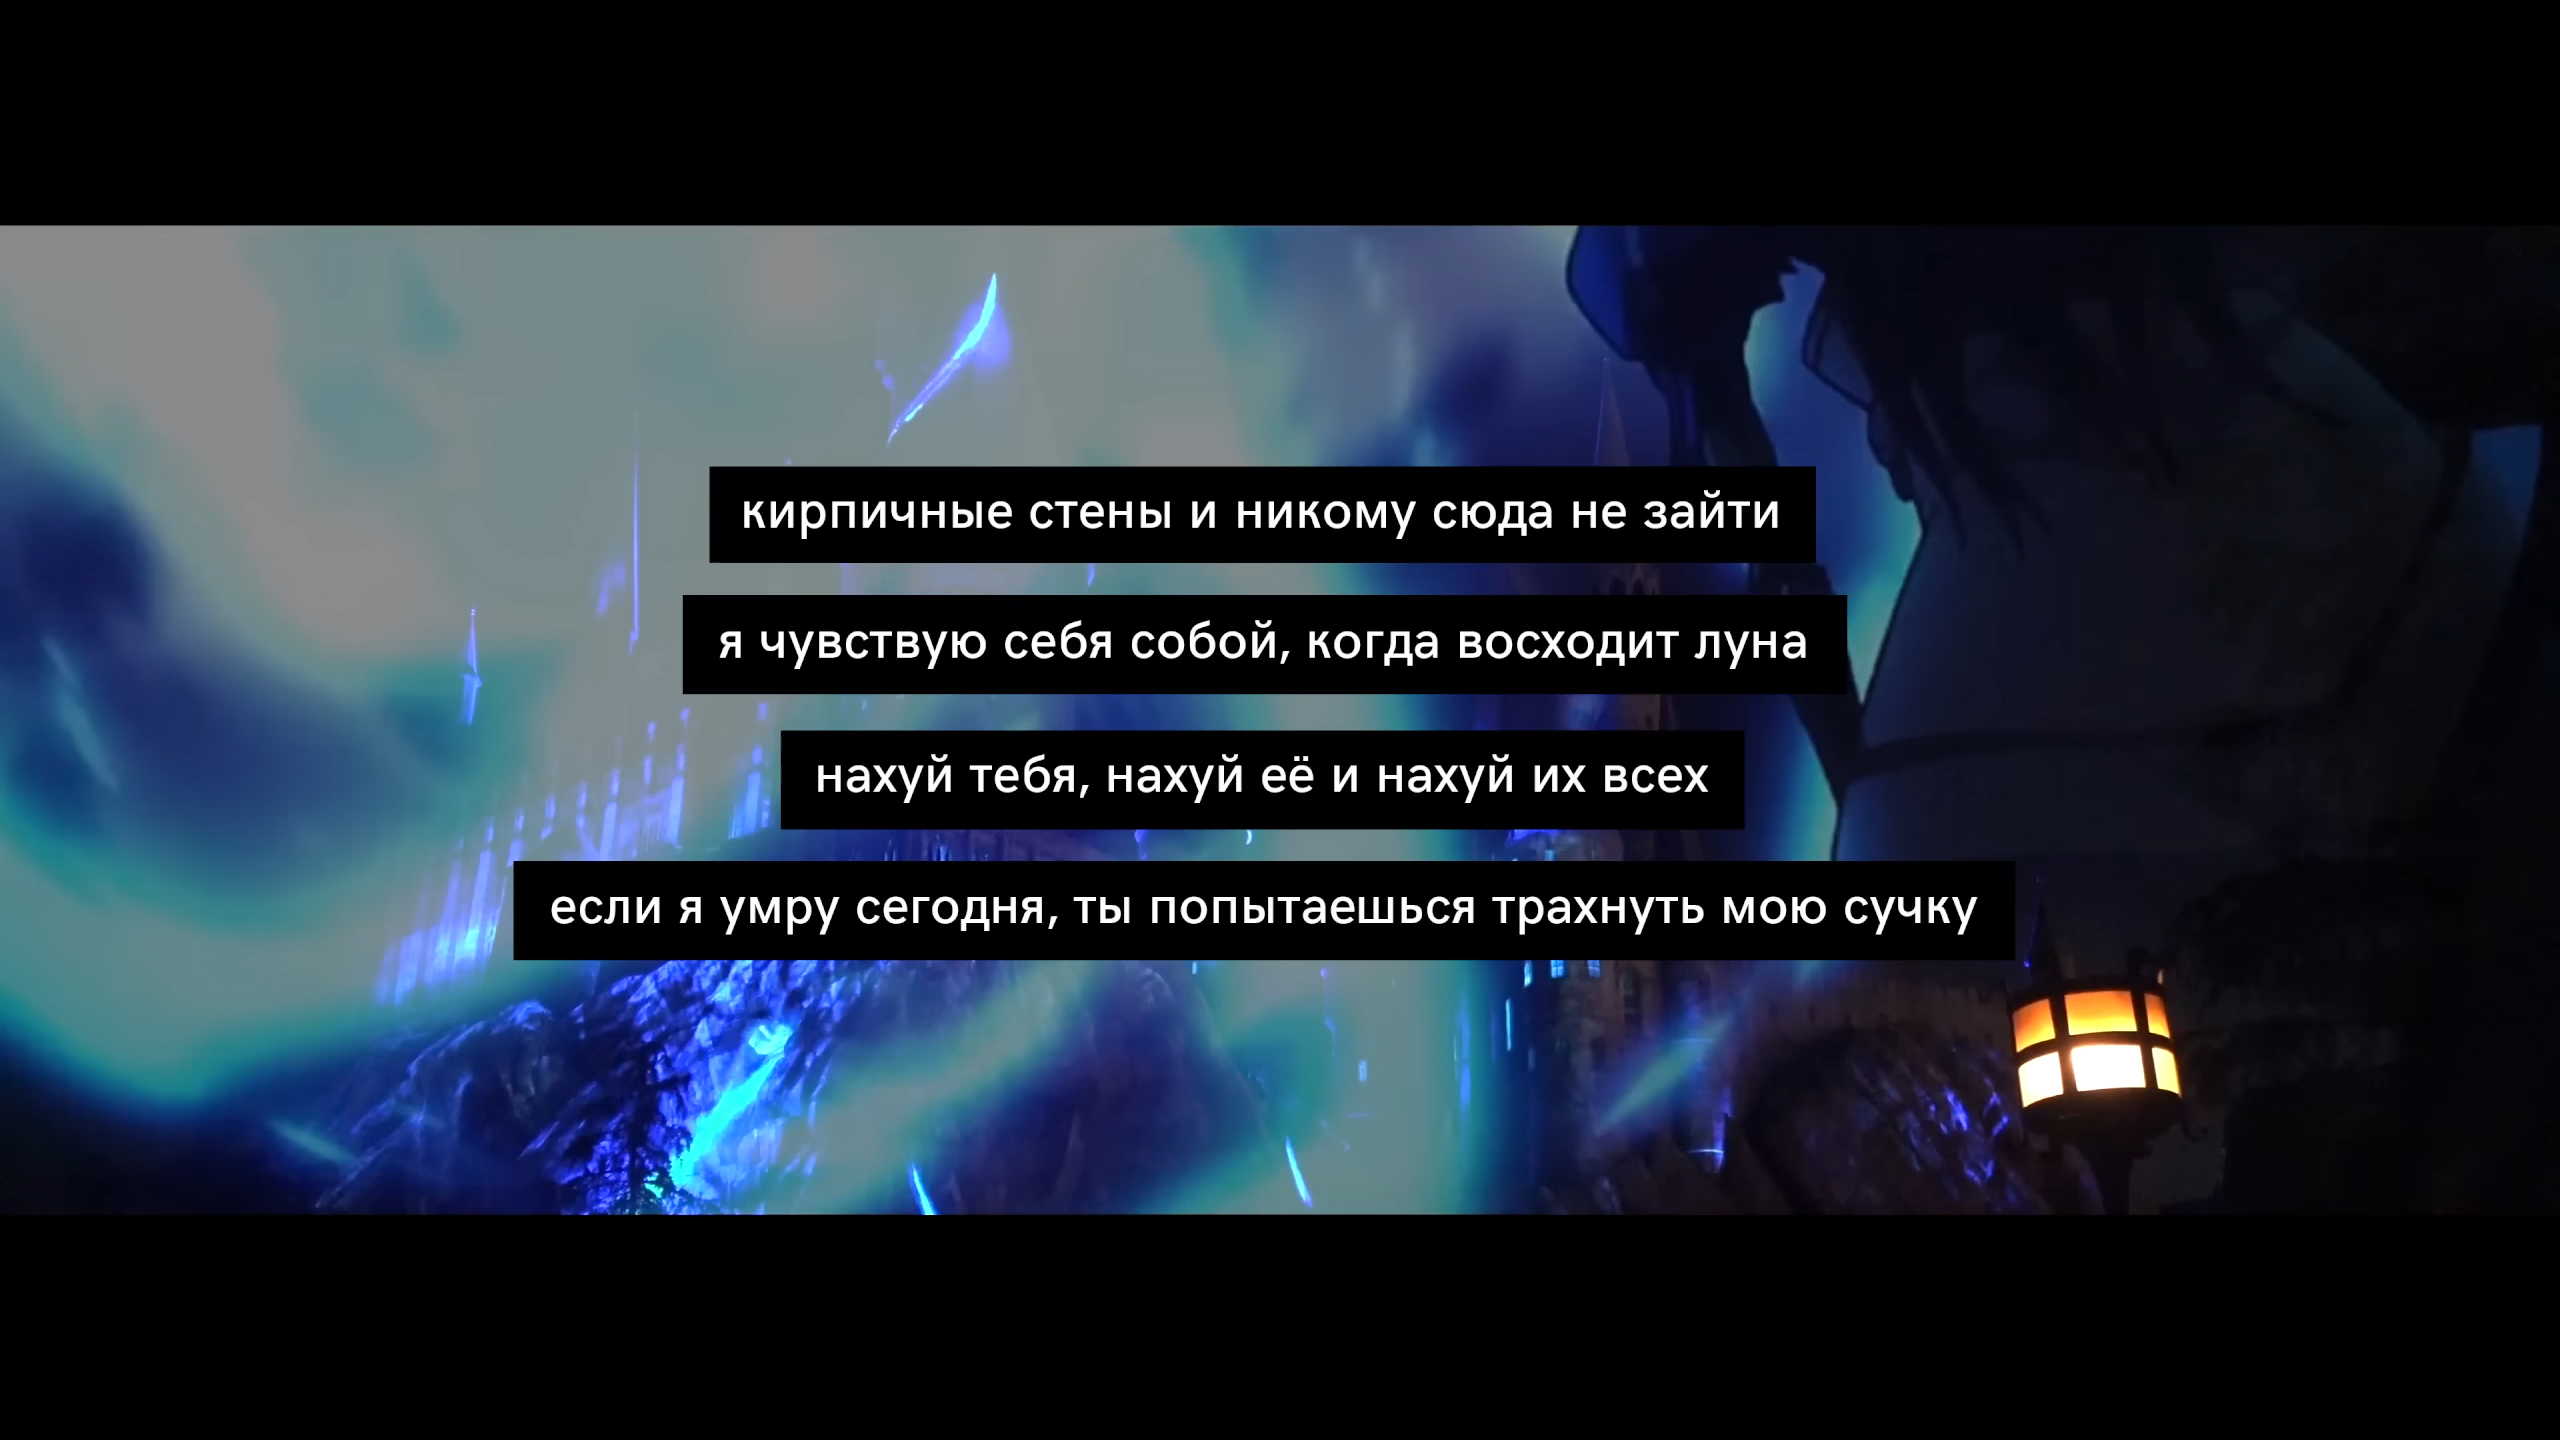 кирпичные стены и никому сюда не зайти
я чувствую себя собой, когда восходит луна
нахуй тебя, нахуй её и нахуй их всех
если я умру сегодня, ты попытаешься трахнуть мою сучку